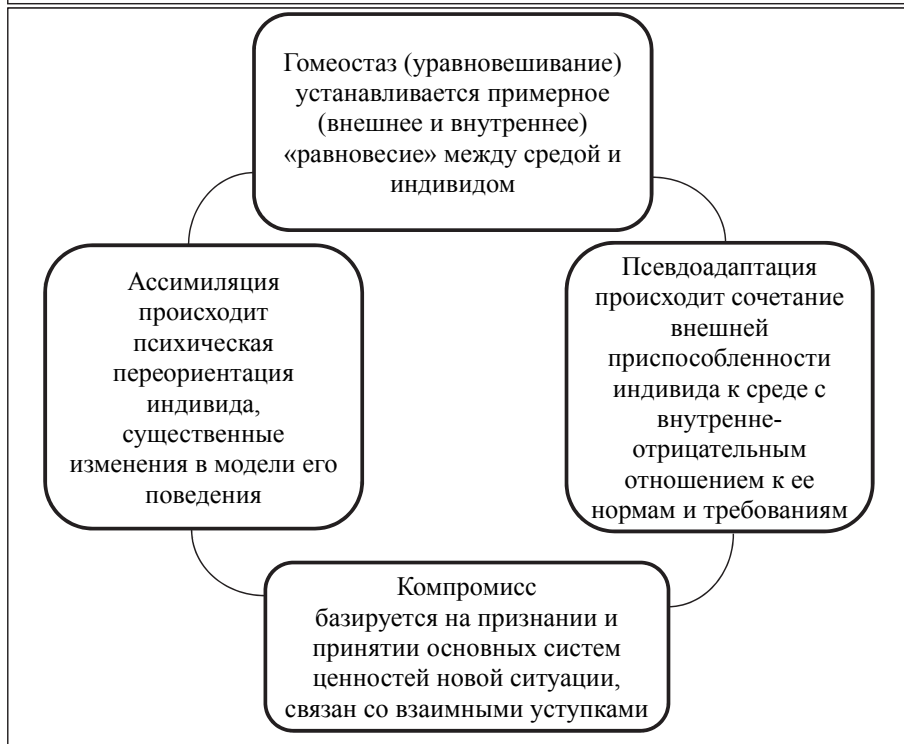 Гомеостаз (уравновешивание)
устанавливается примерное
(внешнее и внутреннее)
«равновесие» между средой и
индивидом
Псевдоадаптация
происходит сочетание
внешней
приспособленности
индивида к среде с
внутренне-
отрицательным
отношением к ее
нормам и требованиям
Компромисс
базируется на признании и
принятии основных систем
ценностей новой ситуации,
связан со взаимными уступками
Ассимиляция
происходит
психическая
переориентация
индивида,
существенные
изменения в модели его
поведения